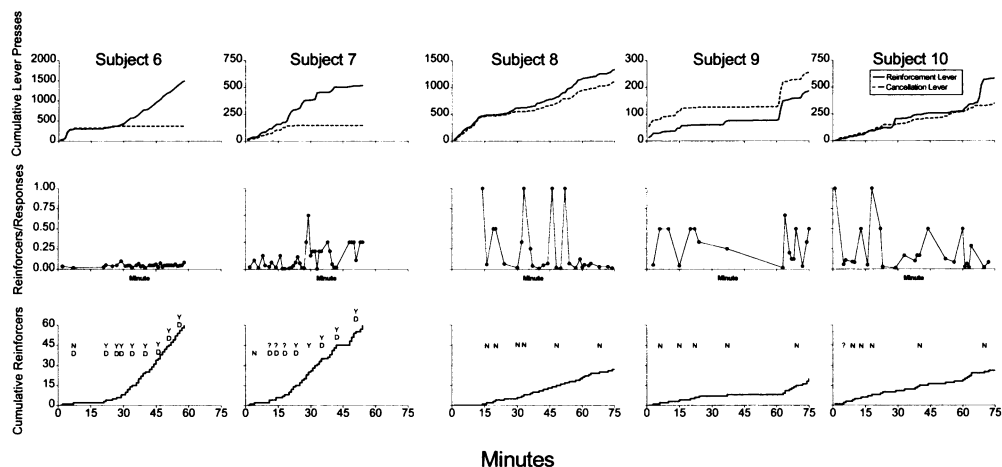 Subject 6 Subject 7 Subject 8 Subject 9 Subject 10
Cumulative Lever Presses
2000 750 2000 300 750
1500 500 1500 200 500
1000 1000
500 250 500 100 250
0 0 0 0 0
Reinforcement Lever
Cancellation Lever
Reinforcers/Responses
1.00
0.75
0.50
0.25
0.00
Minute Minute Minute Minute Minute
Cumulative Reinforcers
60
45
30
15
0
N Y Y Y Y Y Y Y Y Y
D D D D D D D D D
N ? ? ? Y Y Y Y Y
D D D D D D D D
N N N N N N
N N N N N
? N N N N N
0 15 30 45 60 75 0 15 30 45 60 75 0 15 30 45 60 75 0 15 30 45 60 75 0 15 30 45 60 75
Minutes